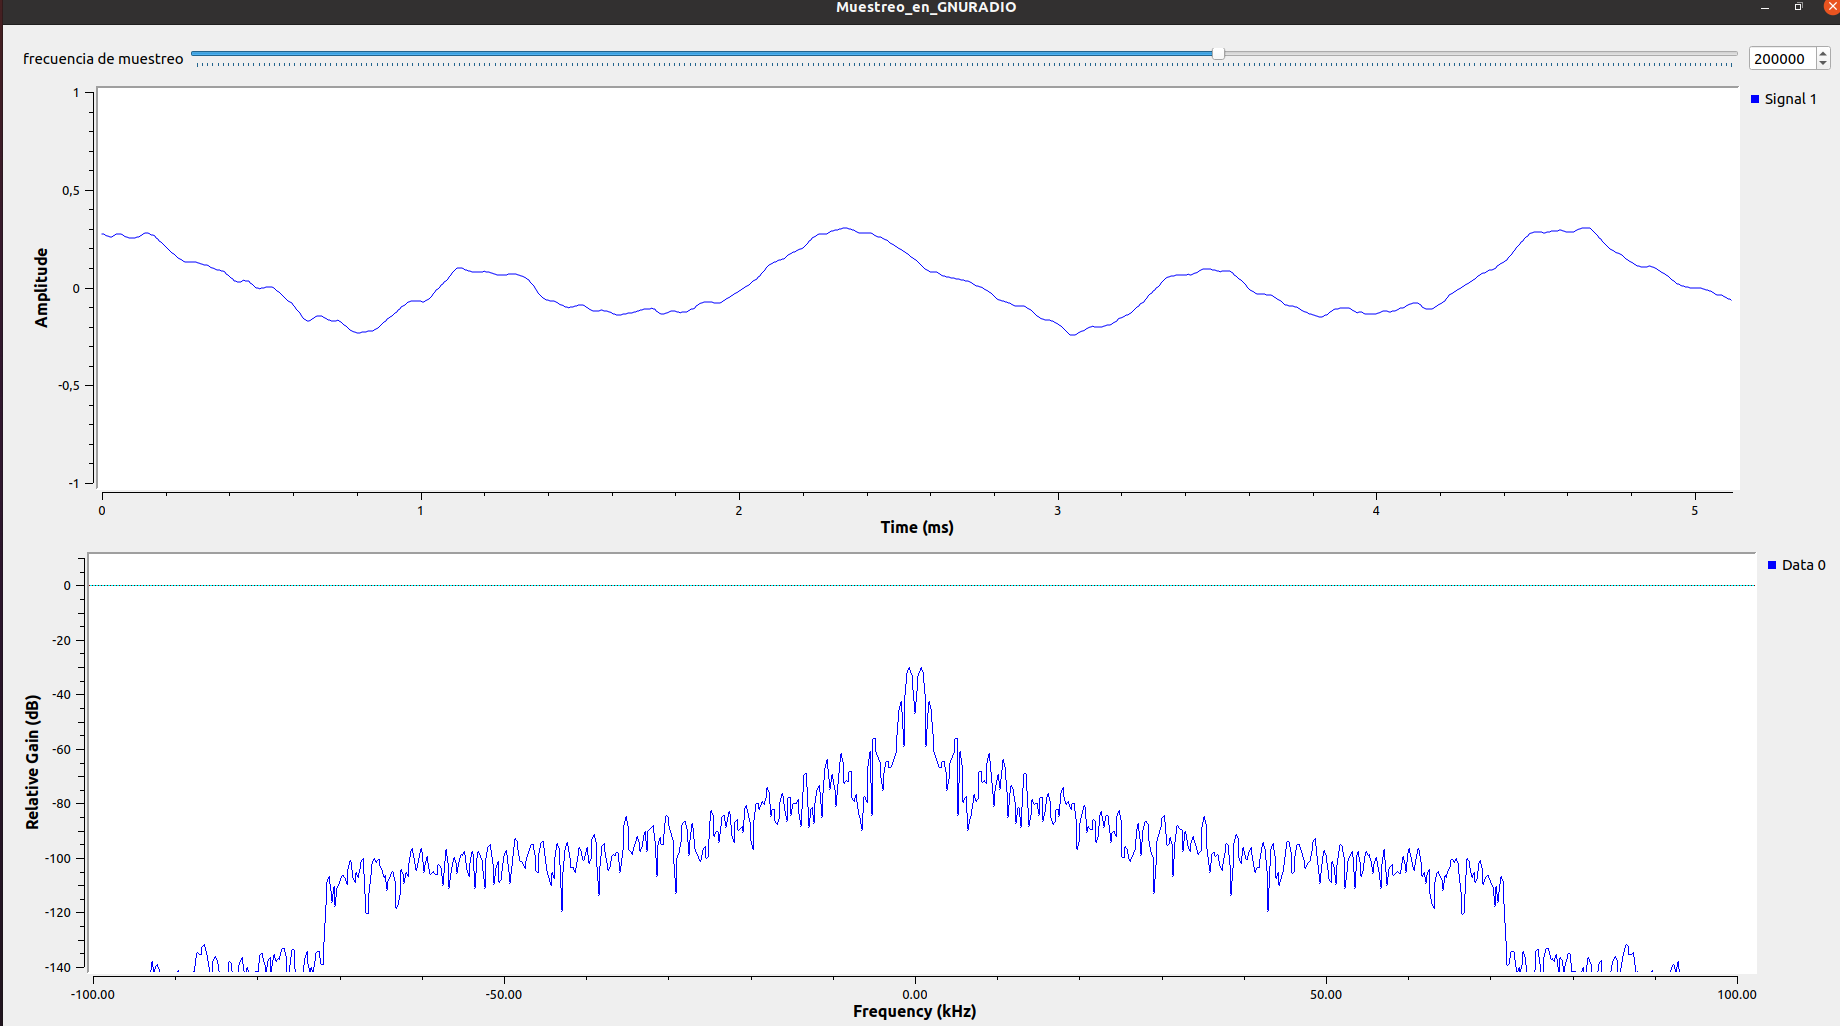 Muestreo_en_GNURADIO
frecuencia de muestreo 200000
Signal 1
Amplitude
1
0,5
0
-0,5
-1
0 1 2 3 4 5
Time (ms)
Data 0
Relative Gain (dB)
0
-20
-40
-60
-80
-100
-120
-140
-100.00 -50.00 0.00 50.00 100.00
Frequency (kHz)